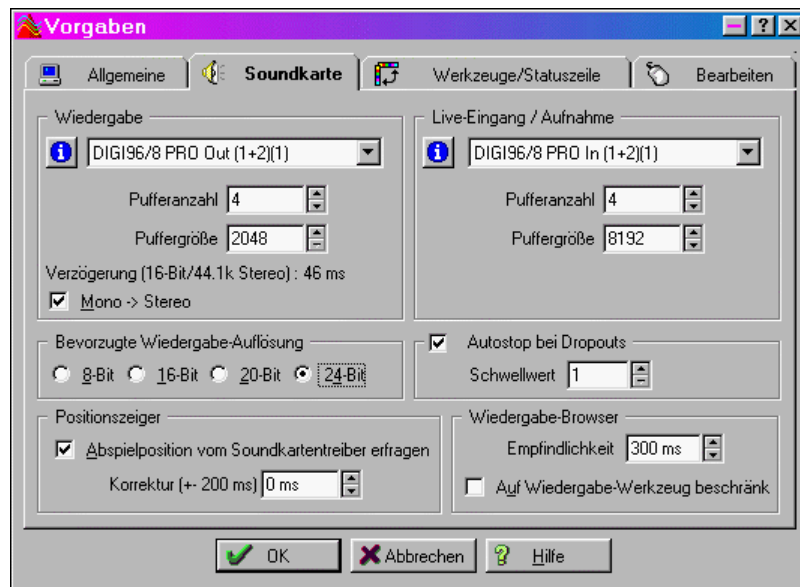 Vorgaben
Allgemeine
Soundkarte
Werkzeuge/Statuszeile
Bearbeiten
Wiedergabe
DIGI96/8 PRO Out (1+2)(1)
Pufferanzahl 4
Puffergröße 2048
Verzögerung (16-Bit/44.1k Stereo) : 46 ms
Mono -> Stereo
Live-Eingang / Aufnahme
DIGI96/8 PRO In (1+2)(1)
Pufferanzahl 4
Puffergröße 8192
Bevorzugte Wiedergabe-Auflösung
8-Bit 16-Bit 20-Bit 24-Bit
Autostop bei Dropouts
Schwellwert 1
Positionszeiger
Abspielposition vom Soundkartentreiber erfragen
Korrektur (+- 200 ms) 0 ms
Wiedergabe-Browser
Empfindlichkeit 300 ms
Auf Wiedergabe-Werkzeug beschränk
OK
Abbrechen
Hilfe